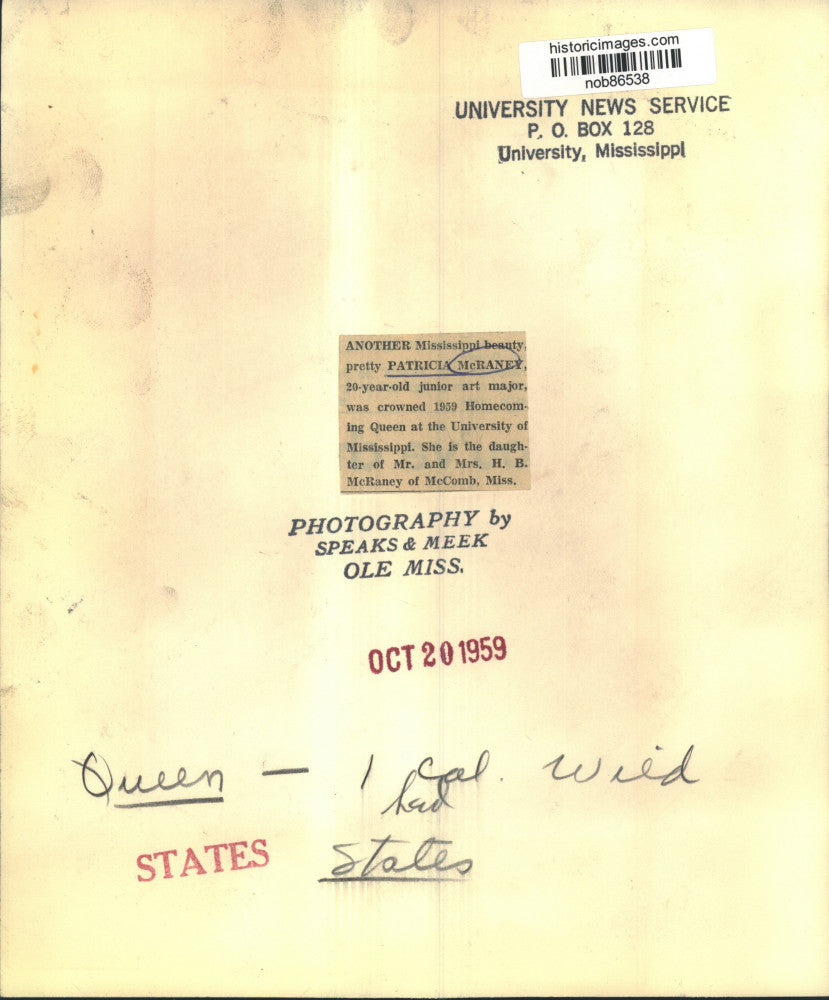 historicimages.com
nob86538
UNIVERSITY NEWS SERVICE
P. O. BOX 128
University, Mississippi
ANOTHER Mississippi beauty,
pretty PATRICIA McRANEY,
20-year-old junior art major,
was crowned 1959 Homecom-
ing Queen at the University of
Mississippi. She is the daugh-
ter of Mr. and Mrs. H. B.
McRaney of McComb, Miss.
PHOTOGRAPHY by
SPEAKS & MEEK
OLE MISS.
OCT 20 1959
Queen — 1 Col. Wild
STATES States